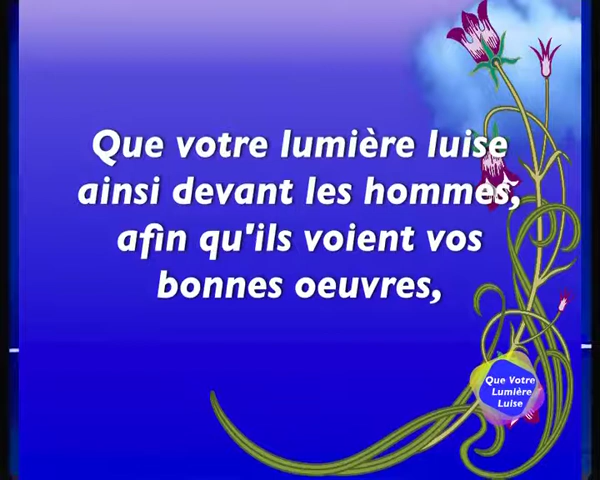 Que votre lumière luise
ainsi devant les hommes,
afin qu'ils voient vos
bonnes oeuvres,
Que Votre
Lumière
Luise